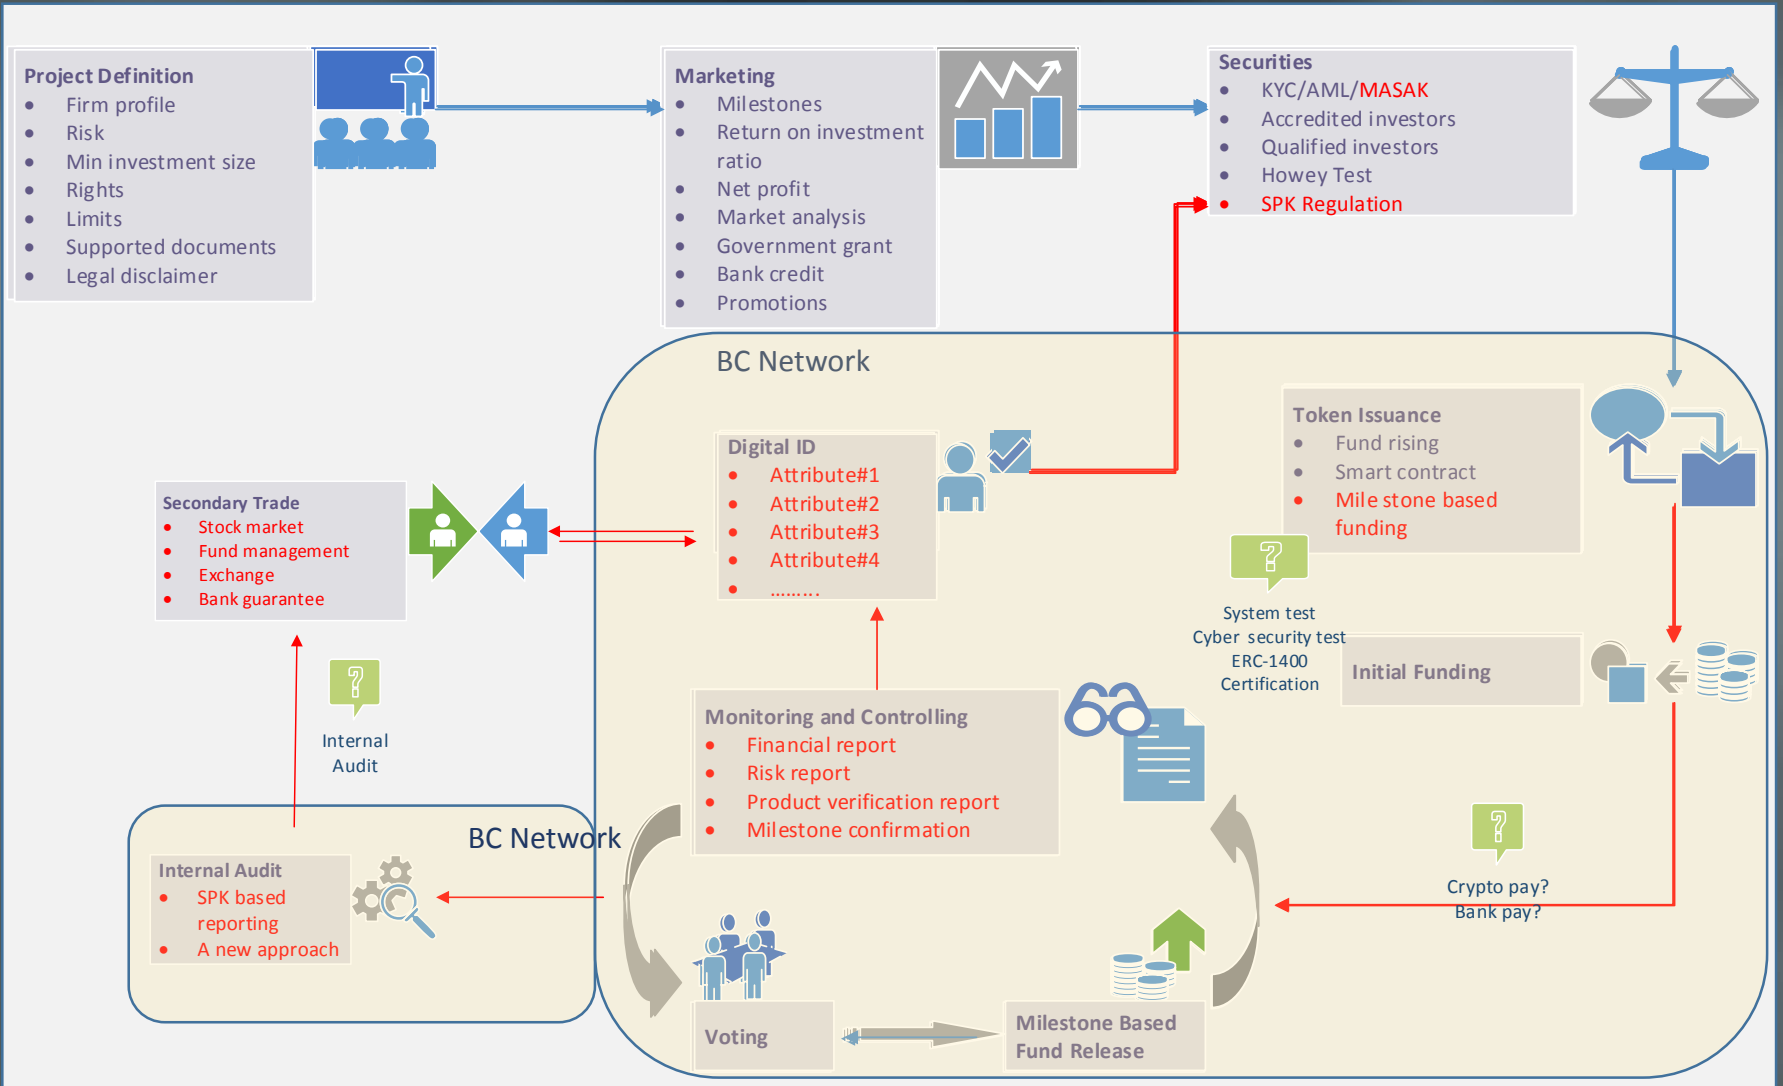 Project Definition
Firm profile
Risk
Min investment size
Rights
Limits
Supported documents
Legal disclaimer
Marketing
Milestones
Return on investment
ratio
Net profit
Market analysis
Government grant
Bank credit
Promotions
Securities
KYC/AML/MASAK
Accredited investors
Qualified investors
Howey Test
SPK Regulation
BC Network
Digital ID
Attribute#1
Attribute#2
Attribute#3
Attribute#4
.........
Token Issuance
Fund rising
Smart contract
Mile stone based
funding
?
System test
Cyber security test
ERC-1400
Certification
Initial Funding
Secondary Trade
Stock market
Fund management
Exchange
Bank guarantee
?
Internal
Audit
Monitoring and Controlling
Financial report
Risk report
Product verification report
Milestone confirmation
?
Crypto pay?
Bank pay?
BC Network
Internal Audit
SPK based
reporting
A new approach
Voting
Milestone Based
Fund Release